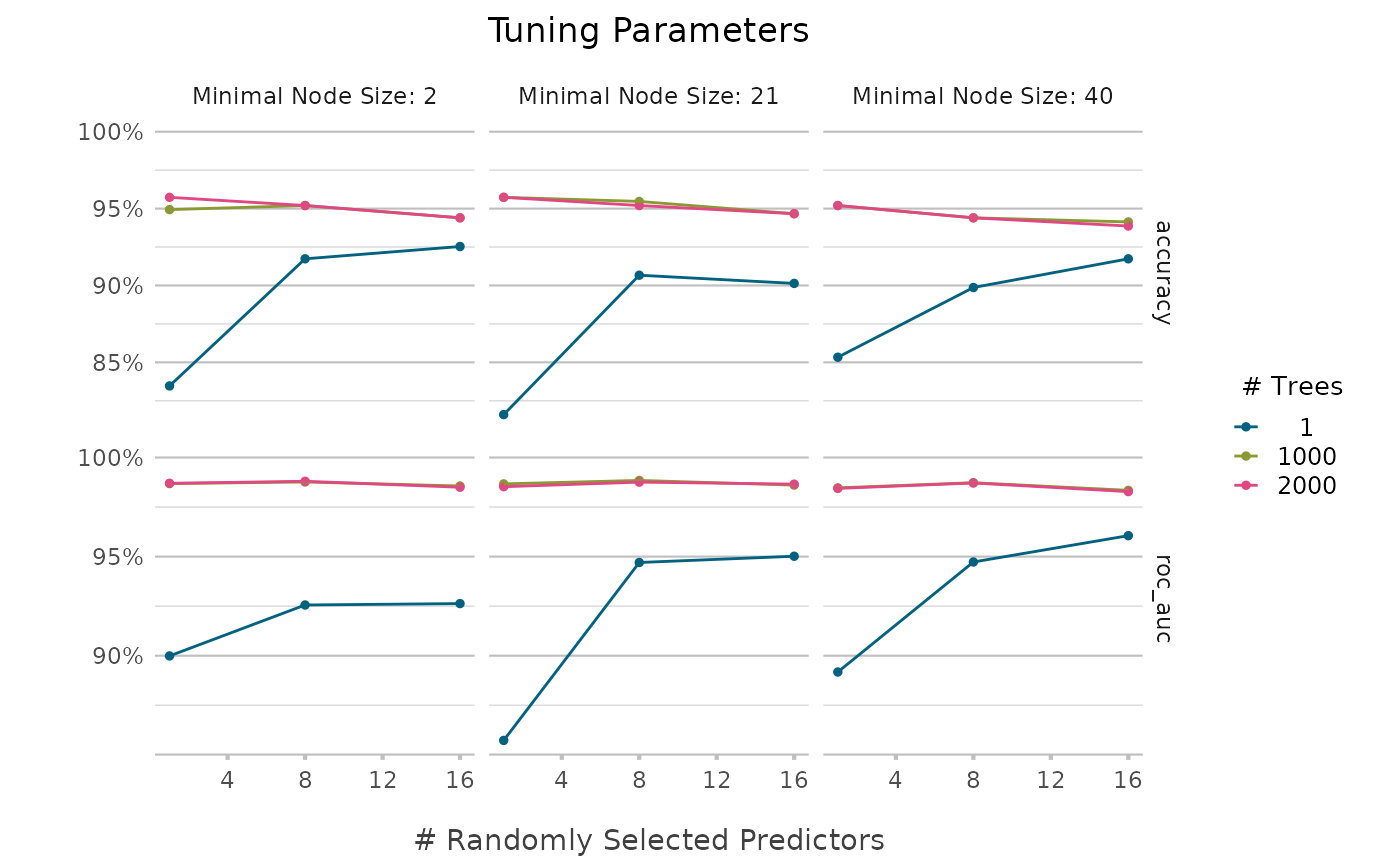 Tuning Parameters
Minimal Node Size: 2
Minimal Node Size: 21
Minimal Node Size: 40
100%
95%
90%
85%
accuracy
100%
95%
90%
roc_auc
4 8 12 16
4 8 12 16
4 8 12 16
# Randomly Selected Predictors
# Trees
1
1000
2000